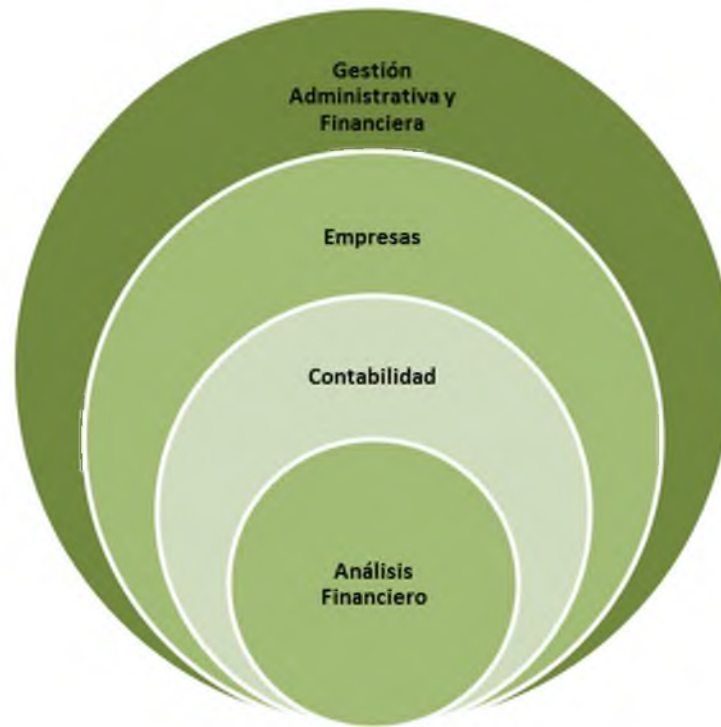 Gestión
Administrativa y
Financiera
Empresas
Contabilidad
Análisis
Financiero